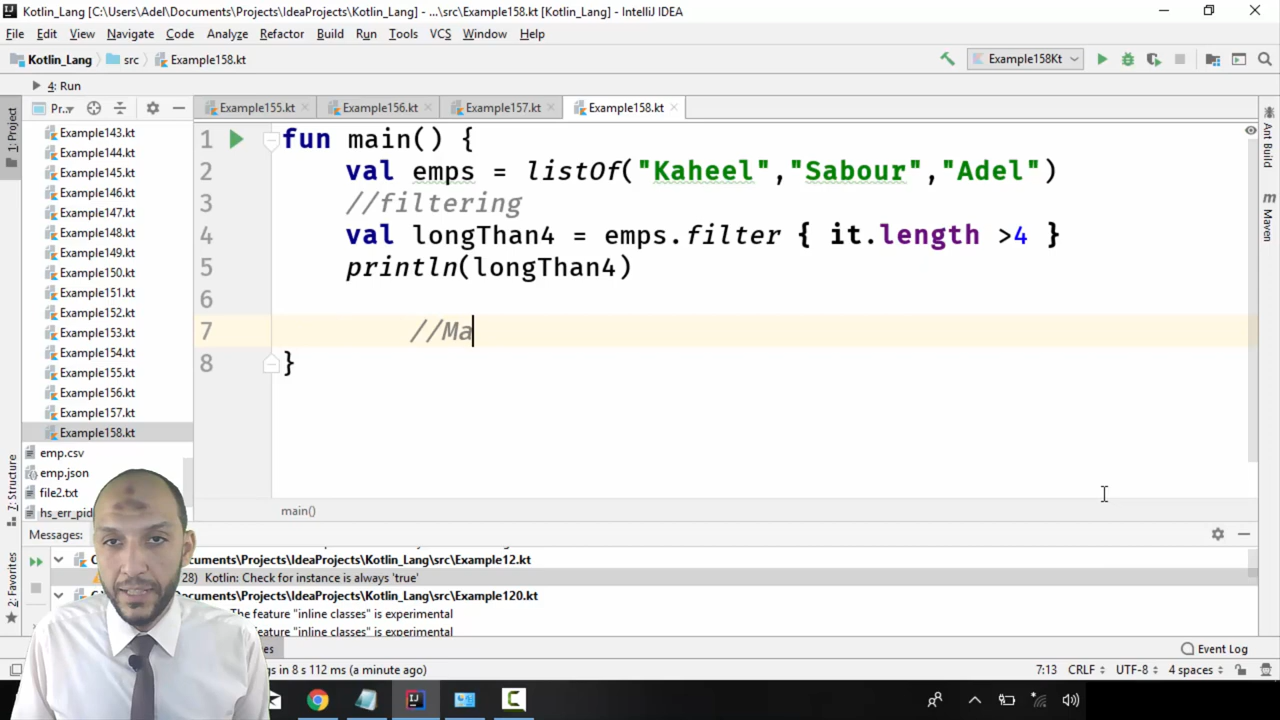 Kotlin_Lang [C:\Users\Adel\Documents\Projects\IdeaProjects\Kotlin_Lang] - ...\src\Example158.kt [Kotlin_Lang] - IntelliJ IDEA
File Edit View Navigate Code Analyze Refactor Build Run Tools VCS Window Help
Kotlin_Lang src Example158.kt Example158Kt
4: Run
1: Project
Pr..
Example155.kt Example156.kt Example157.kt Example158.kt
Example143.kt
Example144.kt
Example145.kt
Example146.kt
Example147.kt
Example148.kt
Example149.kt
Example150.kt
Example151.kt
Example152.kt
Example153.kt
Example154.kt
Example155.kt
Example156.kt
Example157.kt
Example158.kt
emp.csv
emp.json
file2.txt
hs_err_pid
1 fun main() {
2 val emps = listOf("Kaheel","Sabour","Adel")
3 //filtering
4 val longThan4 = emps.filter { it.length >4 }
5 println(longThan4)
6
7 //Ma
8 }
main()
Ant Build
Maven
7: Structure
2: Favorites
Messages:
cuments\Projects\IdeaProjects\Kotlin_Lang\src\Example12.kt
28) Kotlin: Check for instance is always 'true'
cuments\Projects\IdeaProjects\Kotlin_Lang\src\Example120.kt
The feature "inline classes" is experimental
feature "inline classes" is experimental
es
Event Log
gs in 8 s 112 ms (a minute ago) 7:13 CRLF UTF-8 4 spaces